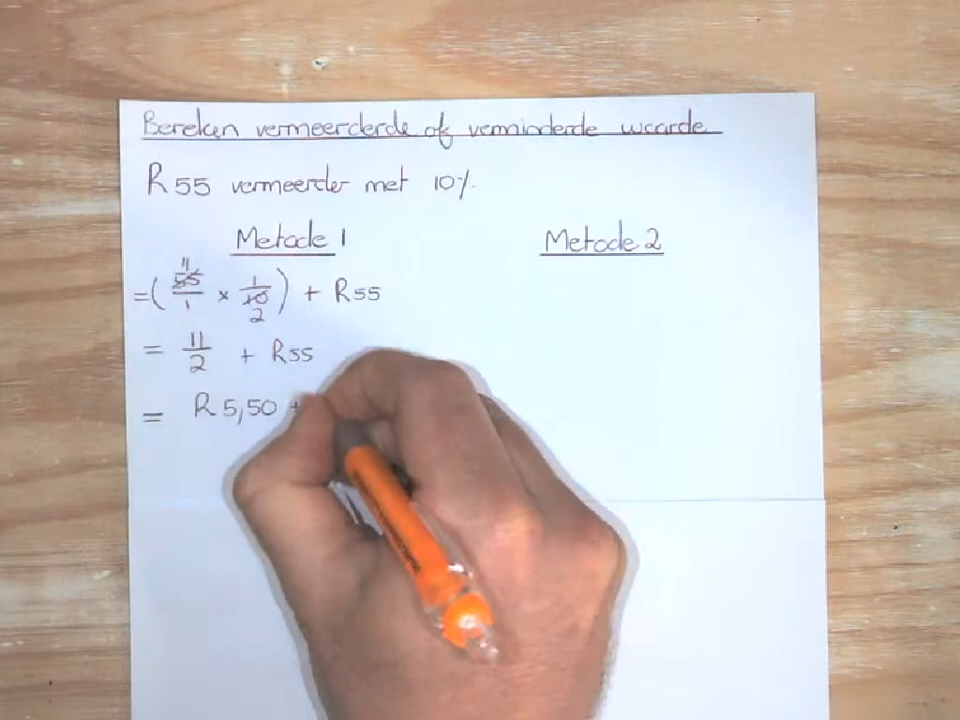 Bereken vermeerderde of verminderde waarde
R55 vermeerder met 10%.
Metode 1
Metode 2
= ( 55/1 11 × 1/10 2 ) + R55
= 11/2 + R55
= R5,50 +